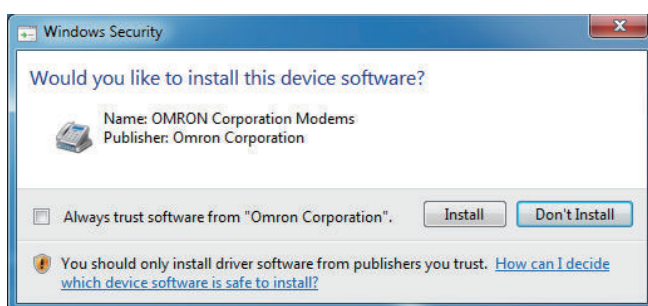 Windows Security
Would you like to install this device software?
Name: OMRON Corporation Modems
Publisher: Omron Corporation
Always trust software from "Omron Corporation".
Install
Don't Install
You should only install driver software from publishers you trust. How can I decide
which device software is safe to install?